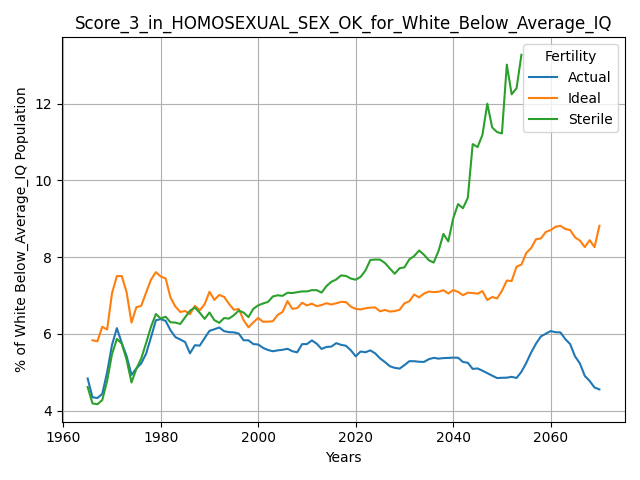 Score_3_in_HOMOSEXUAL_SEX_OK_for_White_Below_Average_IQ
% of White Below_Average_IQ Population
12
10
8
6
4
Fertility
Actual
Ideal
Sterile
1960 1980 2000 2020 2040 2060
Years